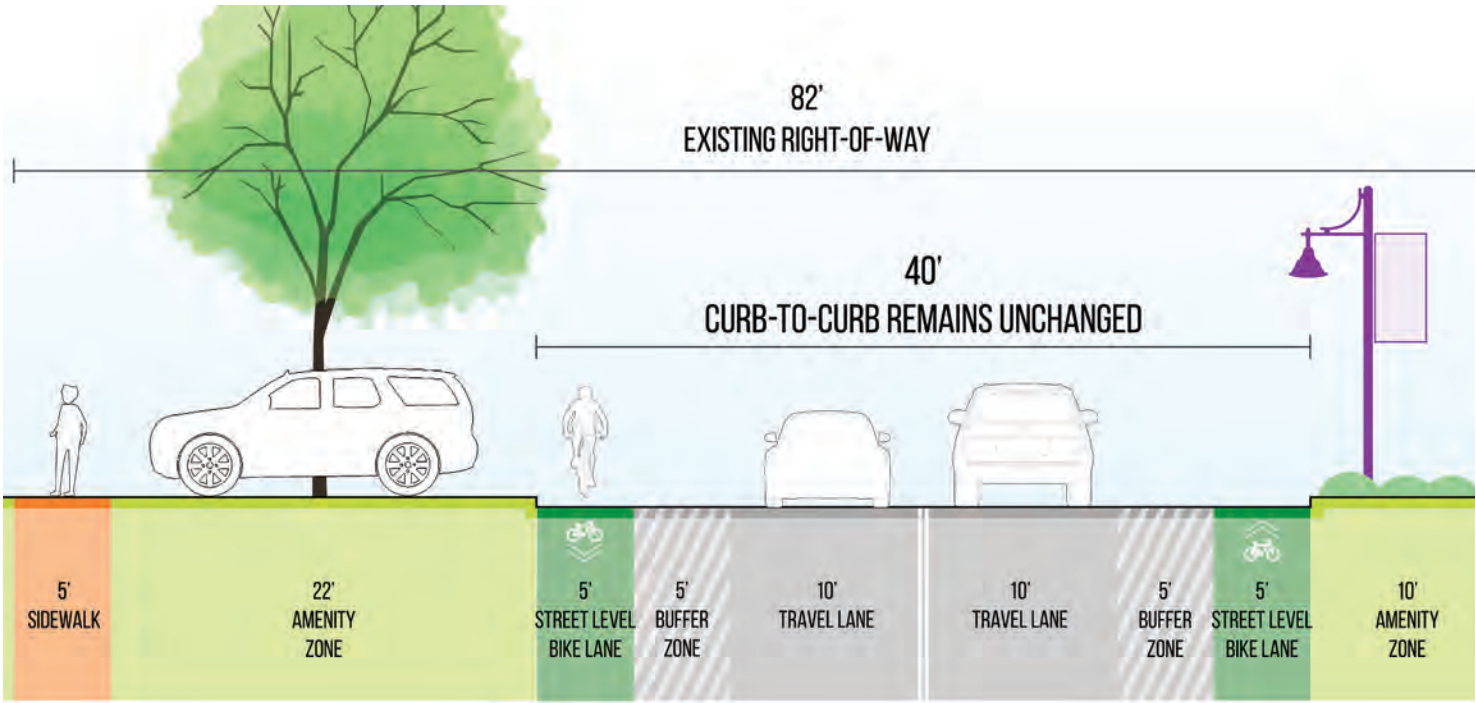 82'
EXISTING RIGHT-OF-WAY
40'
CURB-TO-CURB REMAINS UNCHANGED
5'
SIDEWALK
22'
AMENITY
ZONE
5'
STREET LEVEL
BIKE LANE
5'
BUFFER
ZONE
10'
TRAVEL LANE
10'
TRAVEL LANE
5'
BUFFER
ZONE
5'
STREET LEVEL
BIKE LANE
10'
AMENITY
ZONE